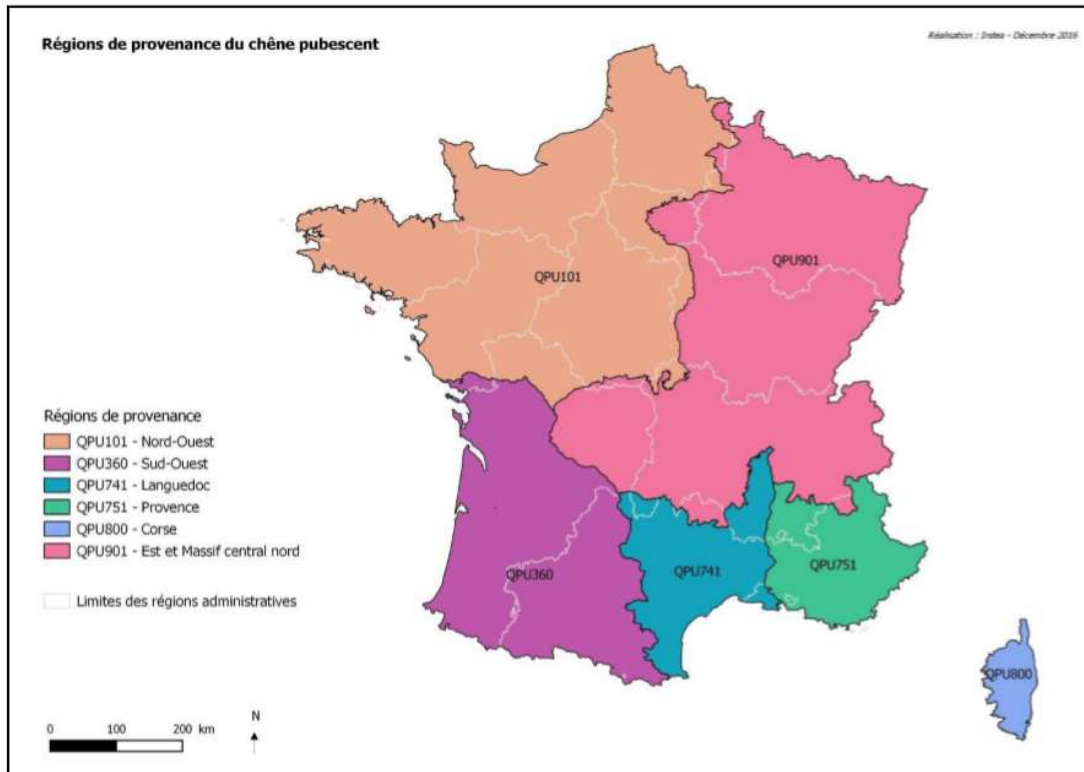 Régions de provenance du chêne pubescent
Réalisation : Irstea - Décembre 2016
QPU901
QPU101
Régions de provenance
QPU101 - Nord-Ouest
QPU360 - Sud-Ouest
QPU741 - Languedoc
QPU751 - Provence
QPU800 - Corse
QPU901 - Est et Massif central nord
Limites des régions administratives
QPU360
QPU741
QPU751
QPU800
N
0 100 200 km